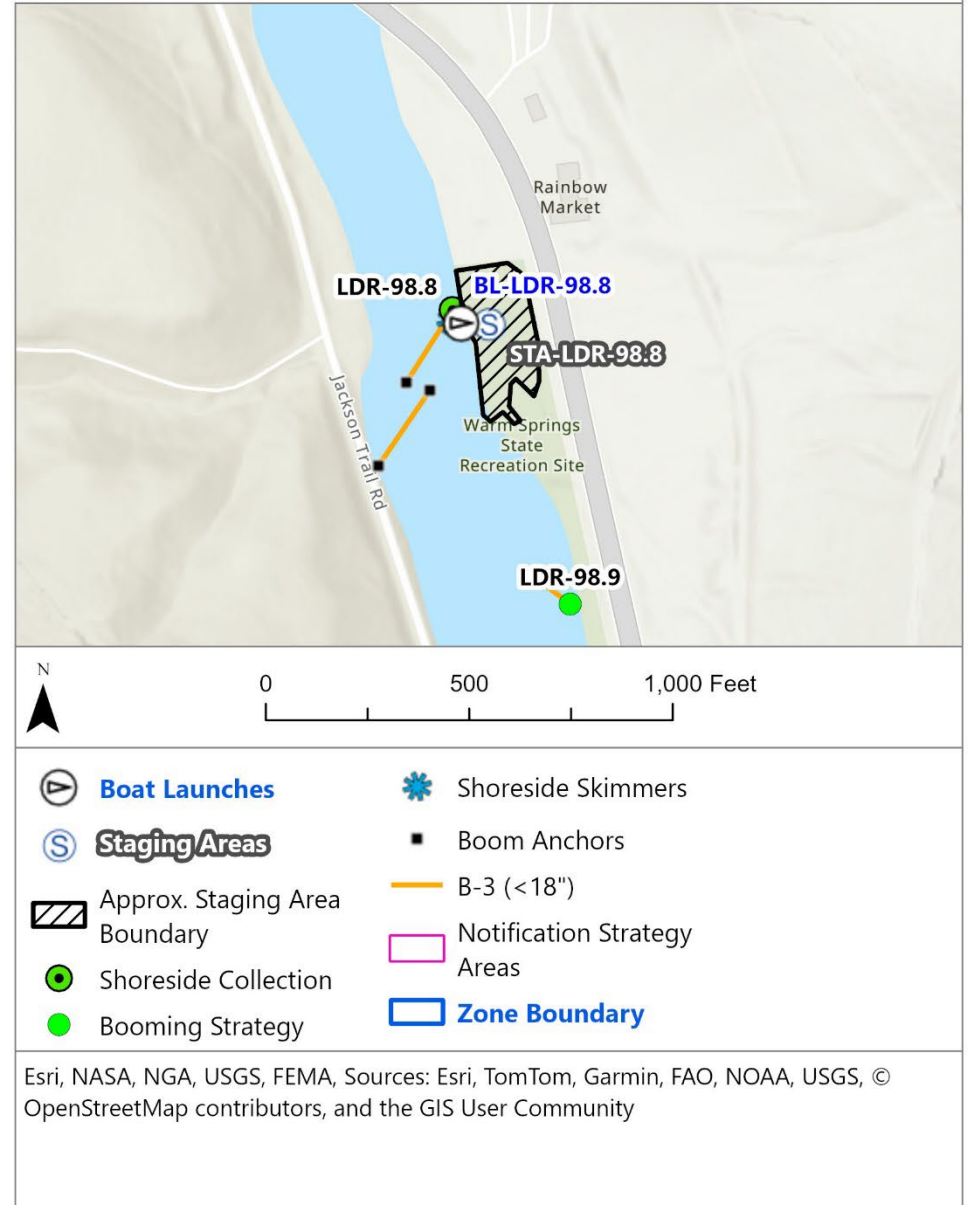 Rainbow
Market
LDR-98.8
BL-LDR-98.8
S
STA-LDR-98.8
Jackson Trail Rd
Warm Springs
State
Recreation Site
LDR-98.9
N
0 500 1,000 Feet
Boat Launches
S Staging Areas
Approx. Staging Area
Boundary
Shoreside Collection
Booming Strategy
Shoreside Skimmers
Boom Anchors
B-3 (<18")
Notification Strategy
Areas
Zone Boundary
Esri, NASA, NGA, USGS, FEMA, Sources: Esri, TomTom, Garmin, FAO, NOAA, USGS, ©
OpenStreetMap contributors, and the GIS User Community